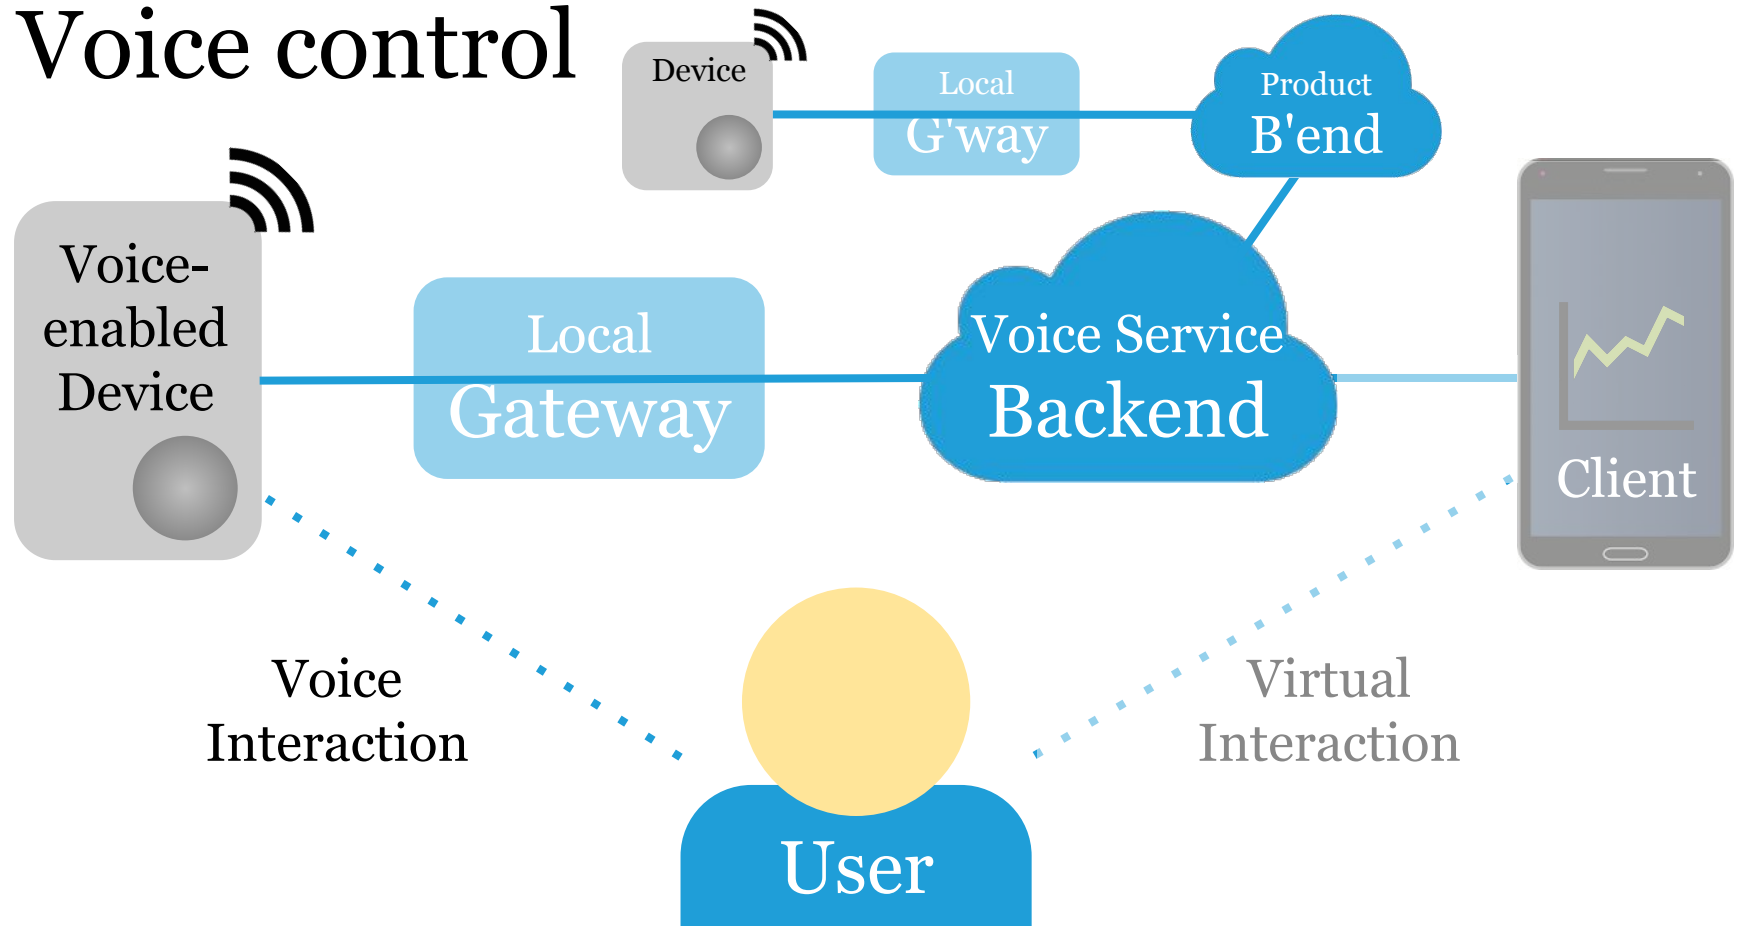 Voice control
Device
Local
G'way
Product
B'end
Voice-
enabled
Device
Local
Gateway
Voice Service
Backend
Client
Voice
Interaction
Virtual
Interaction
User